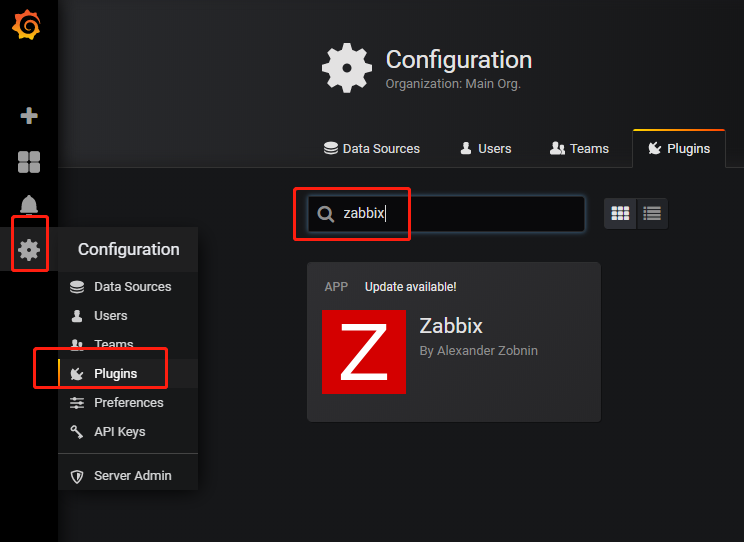 Configuration
Organization: Main Org.
Data Sources
Users
Teams
Plugins
zabbix
Configuration
Data Sources
Users
Teams
Plugins
Preferences
API Keys
Server Admin
APP Update available!
Z
Zabbix
By Alexander Zobnin